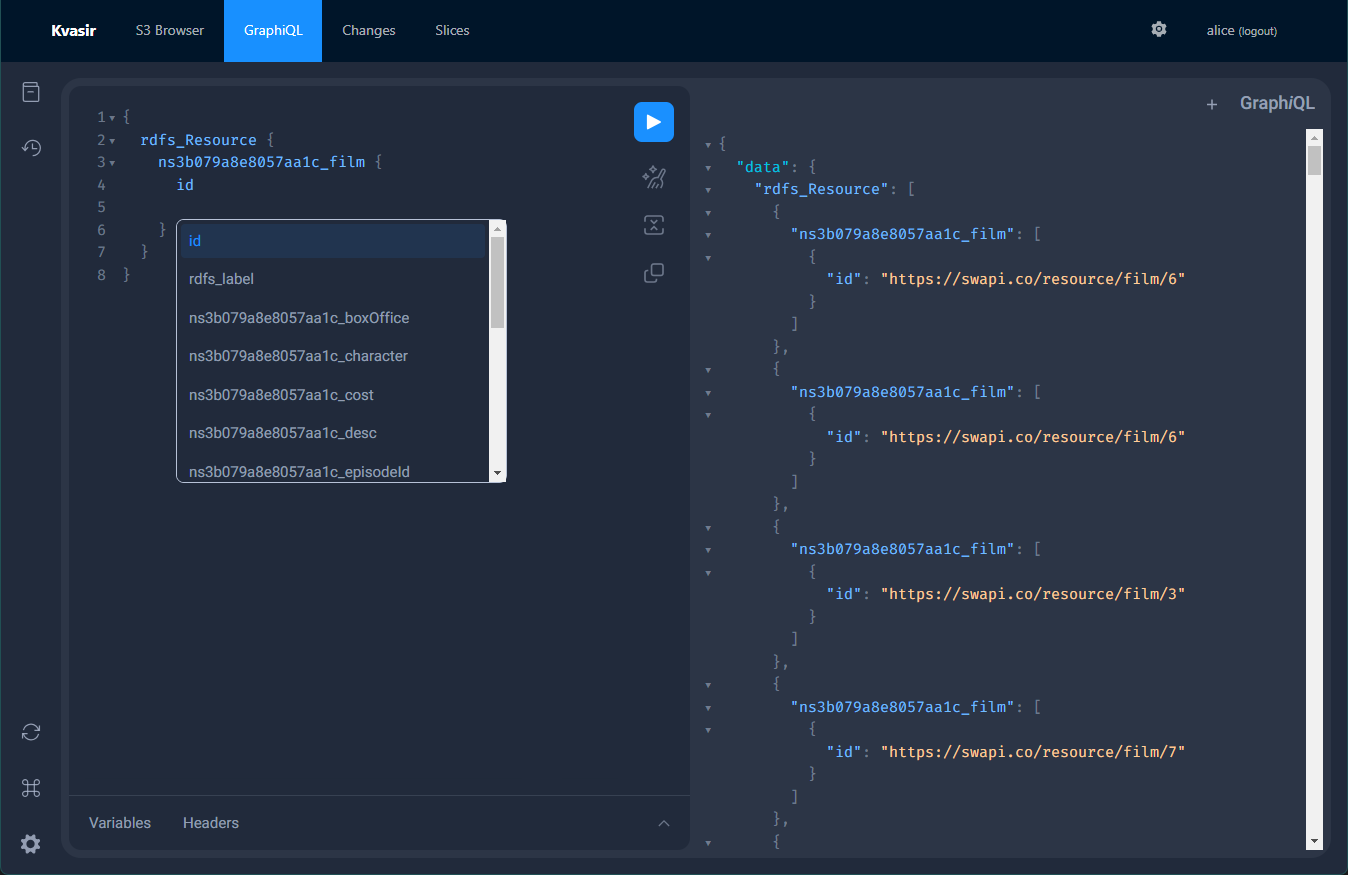 Kvasir S3 Browser GraphiQL Changes Slices alice (logout)
1 {
2 rdfs_Resource {
3 ns3b079a8e8057aa1c_film {
4 id
5
6 }
7 }
8 }
id
rdfs_label
ns3b079a8e8057aa1c_boxOffice
ns3b079a8e8057aa1c_character
ns3b079a8e8057aa1c_cost
ns3b079a8e8057aa1c_desc
ns3b079a8e8057aa1c_episodeId
Variables Headers
+ GraphiQL
{
"data": {
"rdfs_Resource": [
{
"ns3b079a8e8057aa1c_film": [
{
"id": "https://swapi.co/resource/film/6"
}
]
},
{
"ns3b079a8e8057aa1c_film": [
{
"id": "https://swapi.co/resource/film/6"
}
]
},
{
"ns3b079a8e8057aa1c_film": [
{
"id": "https://swapi.co/resource/film/3"
}
]
},
{
"ns3b079a8e8057aa1c_film": [
{
"id": "https://swapi.co/resource/film/7"
}
]
},
{